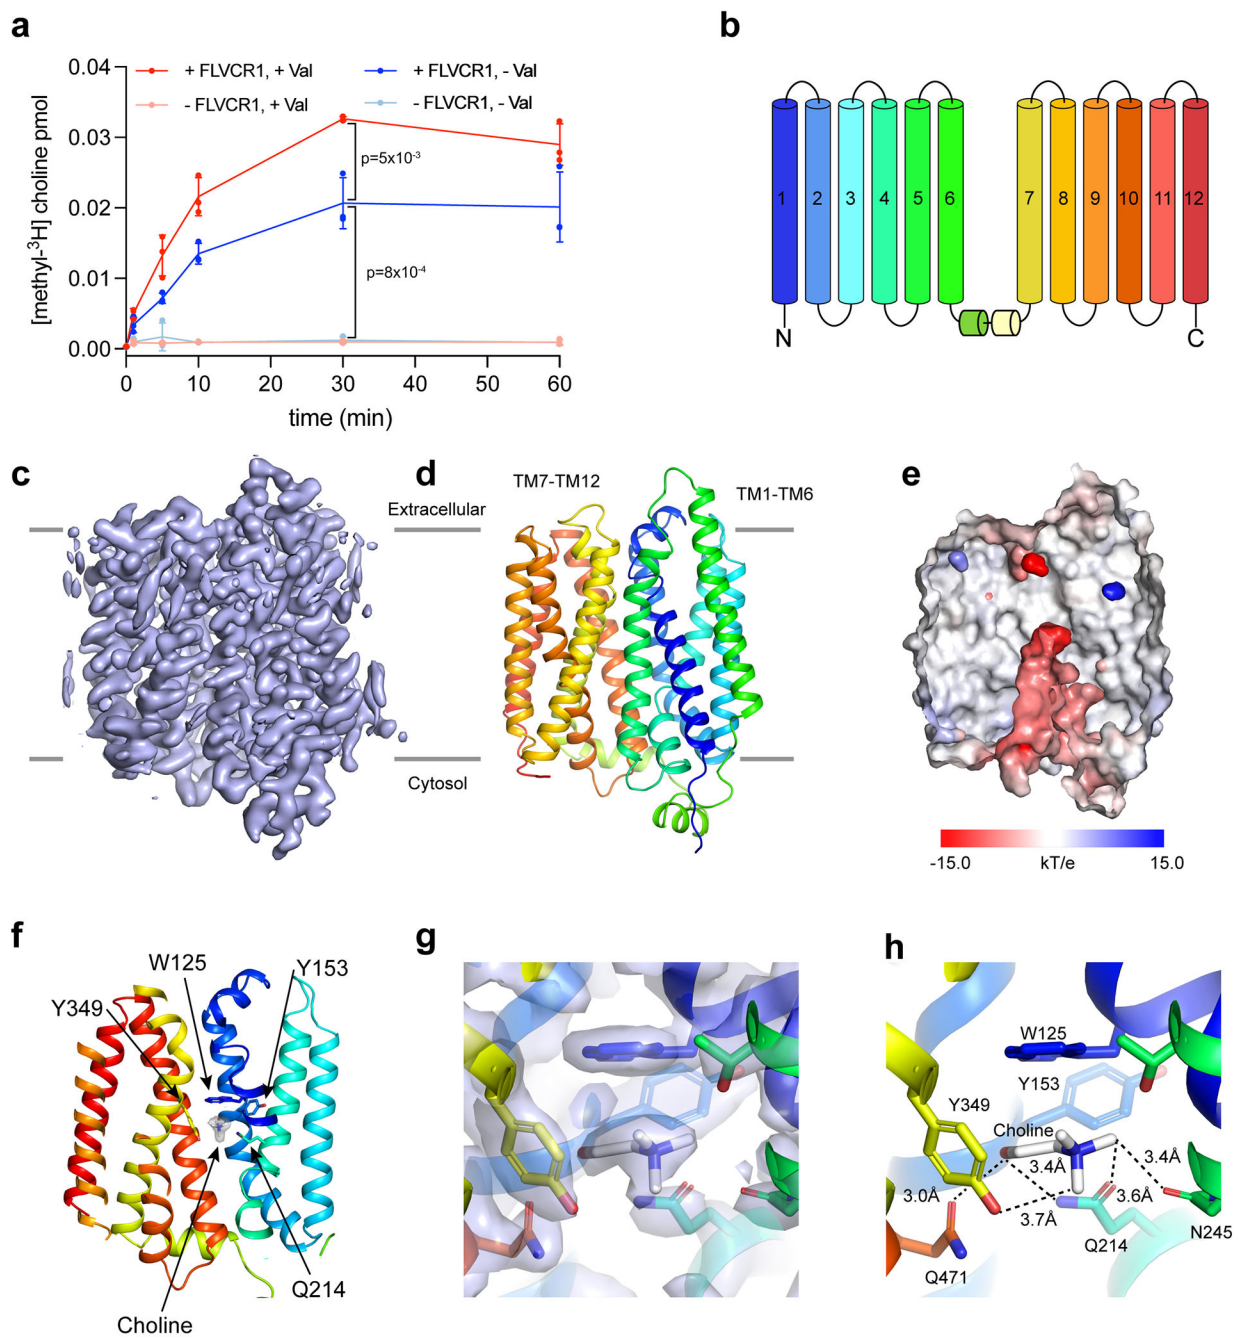 a
0.04
0.03
0.02
0.01
0.00
[methyl-³H] choline pmol
+ FLVCR1, + Val
+ FLVCR1, - Val
- FLVCR1, + Val
- FLVCR1, - Val
p=5x10⁻³
p=8x10⁻⁴
0 10 20 30 40 50 60
time (min)
b
1 2 3 4 5 6 7 8 9 10 11 12
N C
c
d
TM7-TM12
TM1-TM6
Extracellular
Cytosol
e
-15.0 kT/e 15.0
f
W125
Y153
Y349
Q214
Choline
g
h
W125
Y153
Y349
Choline
3.4Å
3.4Å
3.0Å
3.6Å
3.7Å
Q214
N245
Q471